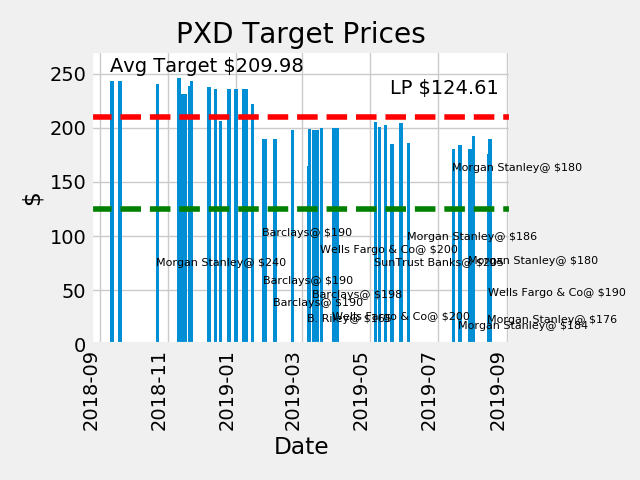 PXD Target Prices
Avg Target $209.98
LP $124.61
250
200
150
100
50
0
$
Morgan Stanley@ $180
Barclays@ $190
Morgan Stanley@ $186
Wells Fargo & Co@ $200
Morgan Stanley@ $240
SunTrust Banks@ $205
Morgan Stanley@ $180
Barclays@ $190
Barclays@ $198
Wells Fargo & Co@ $190
Barclays@ $190
B. Riley@ $165
Wells Fargo & Co@ $200
Morgan Stanley@ $176
Morgan Stanley@ $184
2018-09
2018-11
2019-01
2019-03
2019-05
2019-07
2019-09
Date